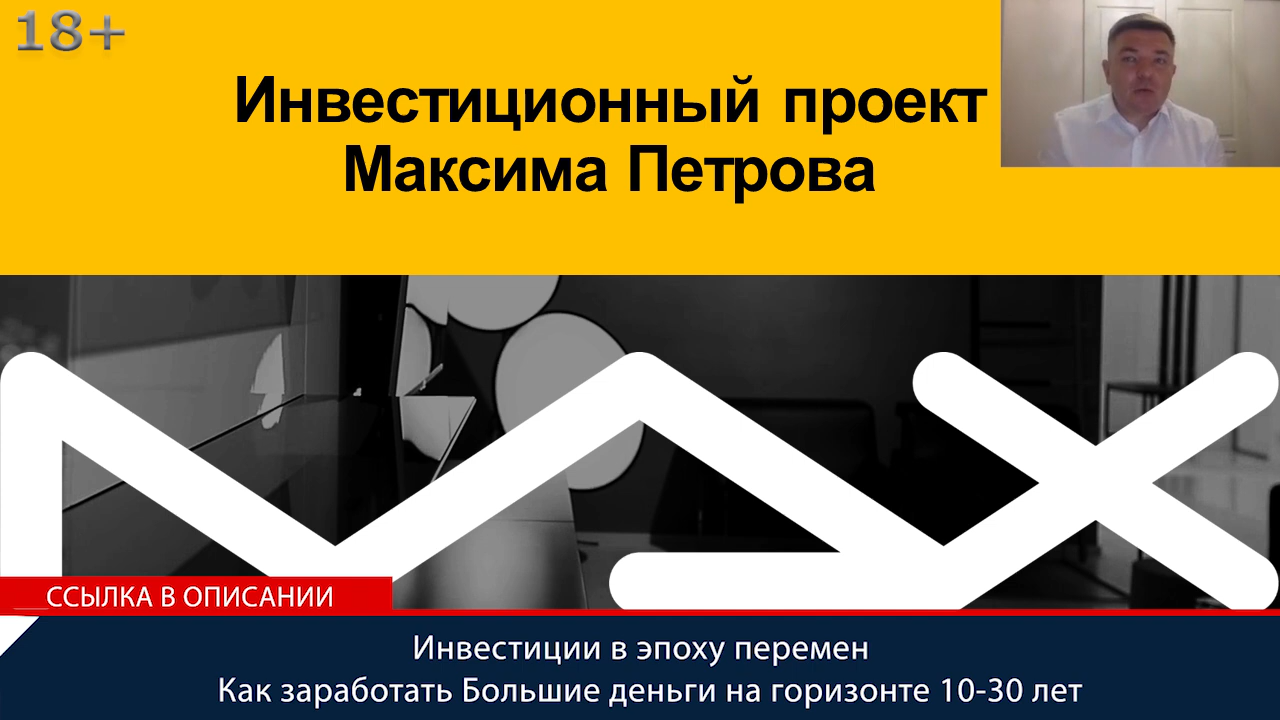 18+
Инвестиционный проект
Максима Петрова
ССЫЛКА В ОПИСАНИИ
Инвестиции в эпоху перемен
Как заработать Большие деньги на горизонте 10-30 лет